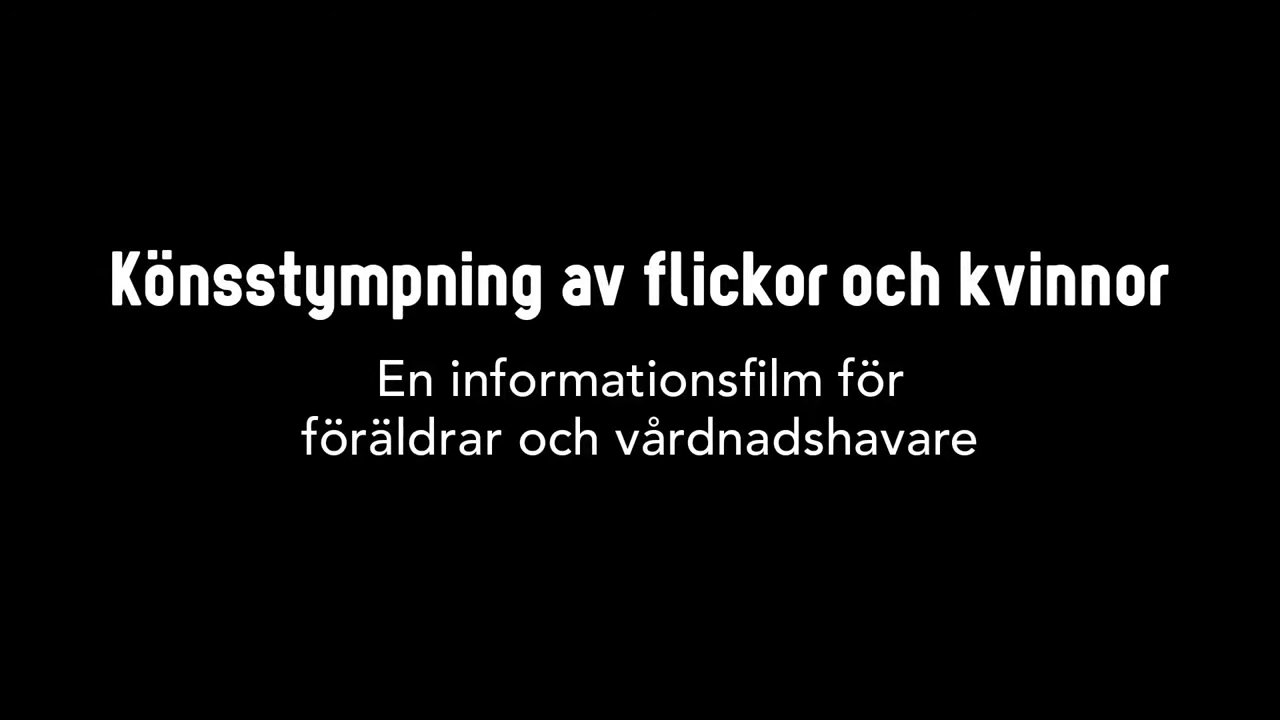 Könsstympning av flickor och kvinnor
En informationsfilm för
föräldrar och vårdnadshavare